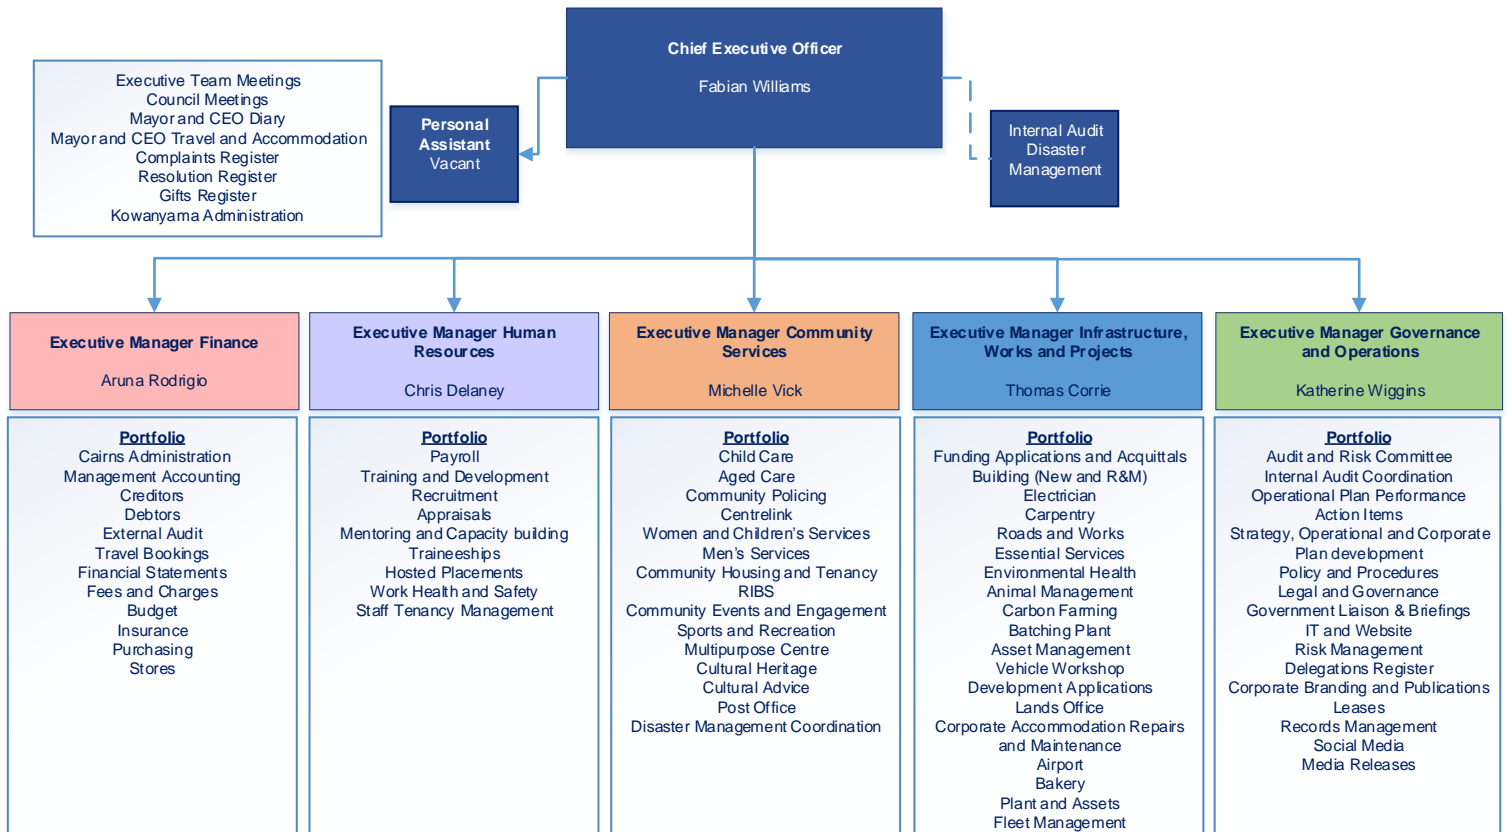 Chief Executive Officer
Fabian Williams
Executive Team Meetings
Council Meetings
Mayor and CEO Diary
Mayor and CEO Travel and Accommodation
Complaints Register
Resolution Register
Gifts Register
Kowanyama Administration
Personal
Assistant
Vacant
Internal Audit
Disaster
Management
Executive Manager Finance
Aruna Rodrigio
Executive Manager Human
Resources
Chris Delaney
Executive Manager Community
Services
Michelle Vick
Executive Manager Infrastructure,
Works and Projects
Thomas Corrie
Executive Manager Governance
and Operations
Katherine Wiggins
Portfolio
Cairns Administration
Management Accounting
Creditors
Debtors
External Audit
Travel Bookings
Financial Statements
Fees and Charges
Budget
Insurance
Purchasing
Stores
Portfolio
Payroll
Training and Development
Recruitment
Appraisals
Mentoring and Capacity building
Traineeships
Hosted Placements
Work Health and Safety
Staff Tenancy Management
Portfolio
Child Care
Aged Care
Community Policing
Centrelink
Women and Children's Services
Men's Services
Community Housing and Tenancy
RIBS
Community Events and Engagement
Sports and Recreation
Multipurpose Centre
Cultural Heritage
Cultural Advice
Post Office
Disaster Management Coordination
Portfolio
Funding Applications and Acquittals
Building (New and R&M)
Electrician
Carpentry
Roads and Works
Essential Services
Environmental Health
Animal Management
Carbon Farming
Batching Plant
Asset Management
Vehicle Workshop
Development Applications
Lands Office
Corporate Accommodation Repairs
and Maintenance
Airport
Bakery
Plant and Assets
Fleet Management
Portfolio
Audit and Risk Committee
Internal Audit Coordination
Operational Plan Performance
Action Items
Strategy, Operational and Corporate
Plan development
Policy and Procedures
Legal and Governance
Government Liaison & Briefings
IT and Website
Risk Management
Delegations Register
Corporate Branding and Publications
Leases
Records Management
Social Media
Media Releases